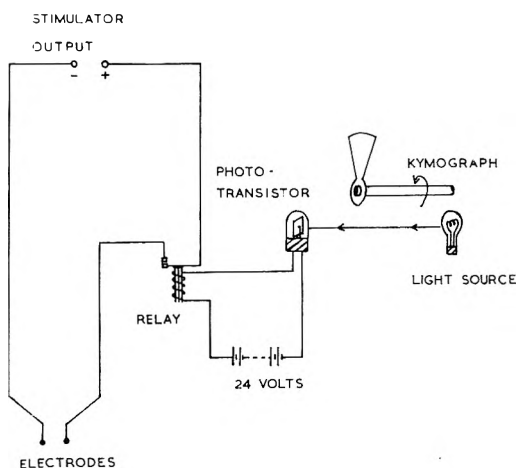 STIMULATOR
OUTPUT
- +
PHOTO-
TRANSISTOR
KYMOGRAPH
LIGHT SOURCE
RELAY
24 VOLTS
ELECTRODES